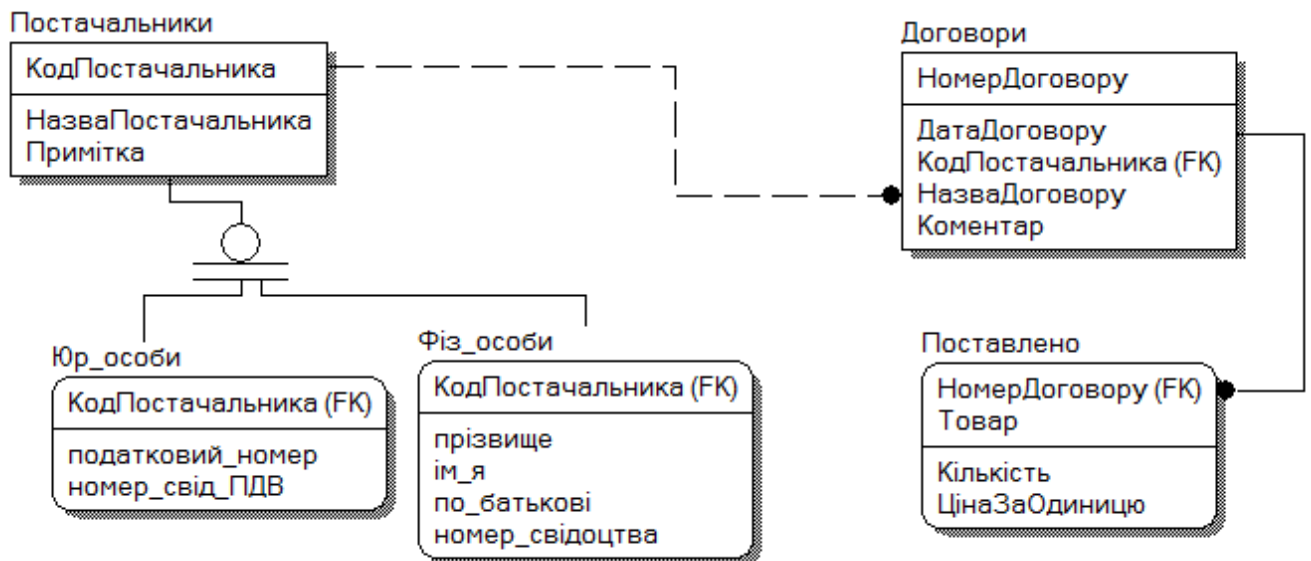 Постачальники
КодПостачальника
НазваПостачальника
Примітка
Договори
НомерДоговору
ДатаДоговору
КодПостачальника (FK)
НазваДоговору
Коментар
Юр_особи
КодПостачальника (FK)
податковий_номер
номер_свід_ПДВ
Фіз_особи
КодПостачальника (FK)
прізвище
ім_я
по_батькові
номер_свідоцтва
Поставлено
НомерДоговору (FK)
Товар
Кількість
ЦінаЗаОдиницю